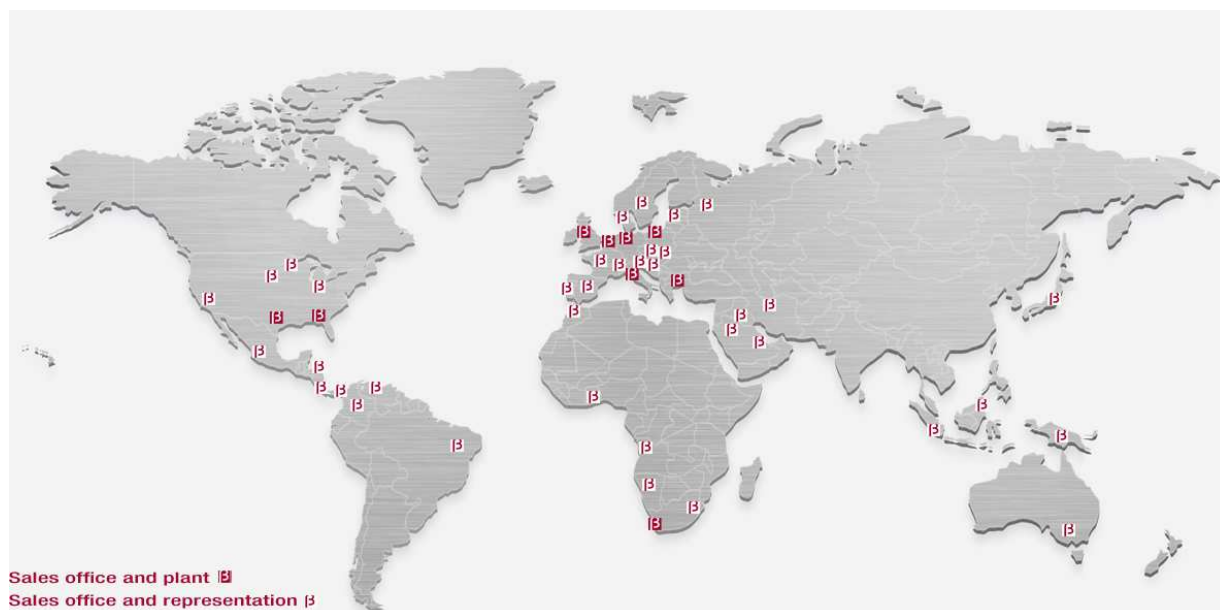 Sales office and plant
Sales office and representation β